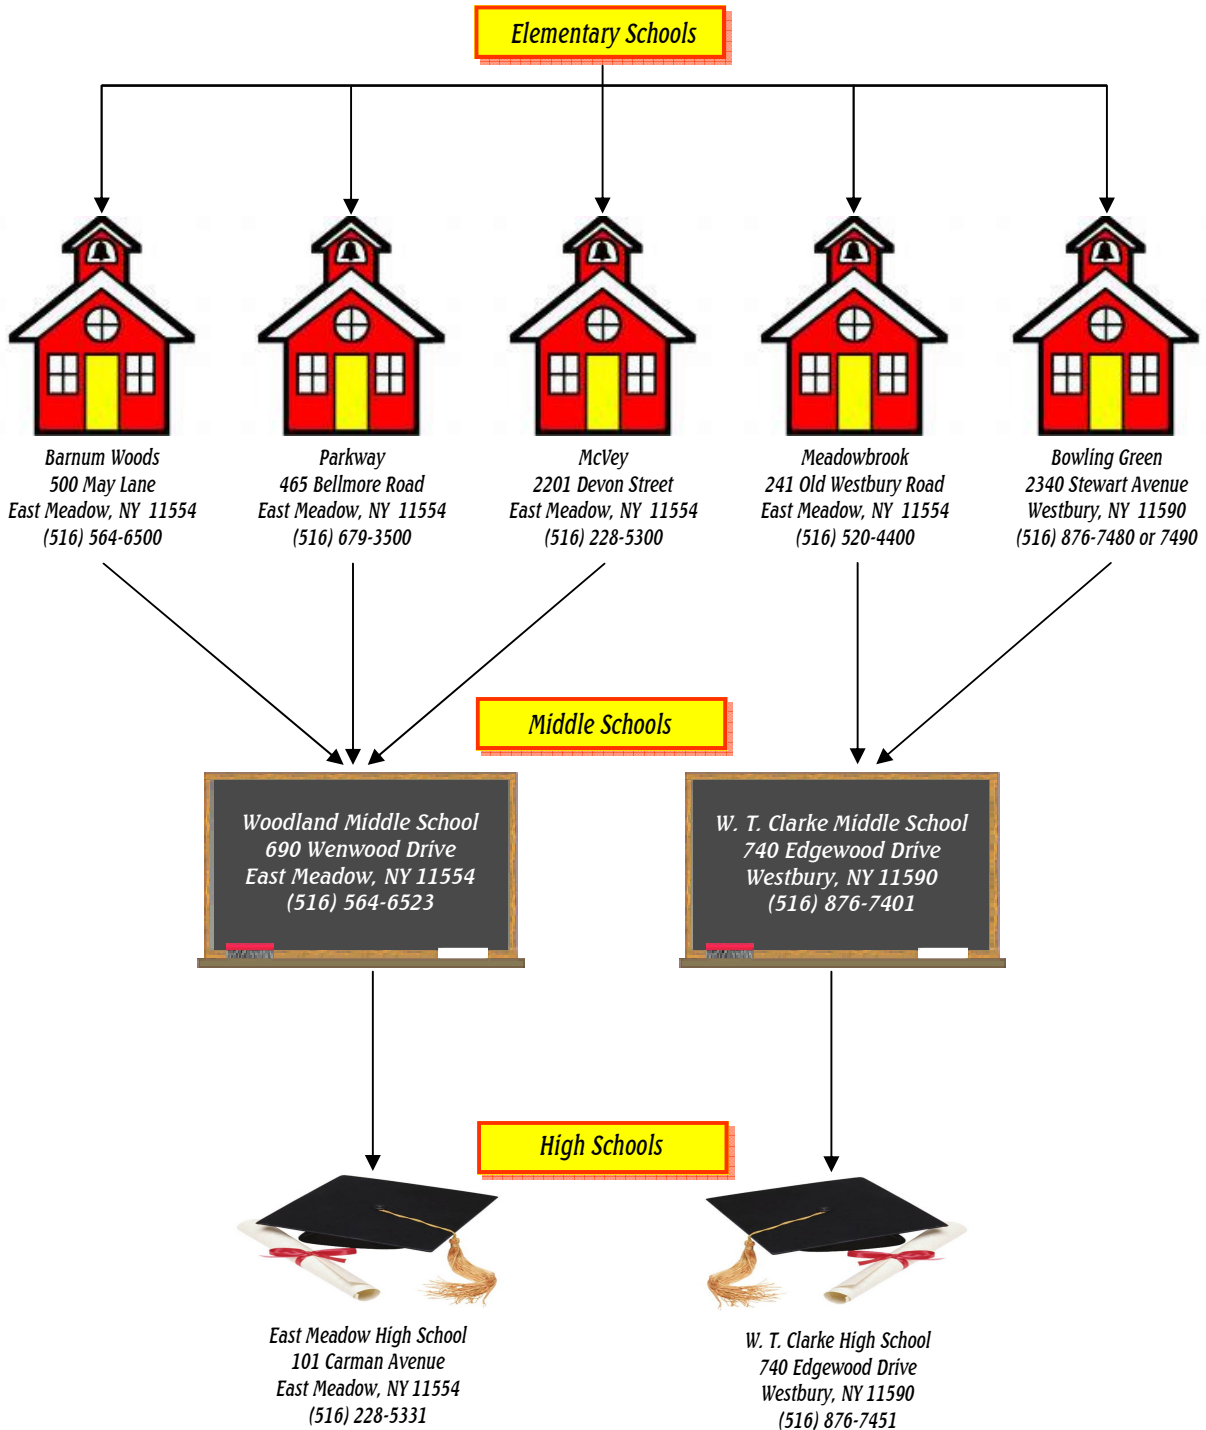 Elementary Schools
Barnum Woods
500 May Lane
East Meadow, NY 11554
(516) 564-6500
Parkway
465 Bellmore Road
East Meadow, NY 11554
(516) 679-3500
McVey
2201 Devon Street
East Meadow, NY 11554
(516) 228-5300
Meadowbrook
241 Old Westbury Road
East Meadow, NY 11554
(516) 520-4400
Bowling Green
2340 Stewart Avenue
Westbury, NY 11590
(516) 876-7480 or 7490
Middle Schools
Woodland Middle School
690 Wenwood Drive
East Meadow, NY 11554
(516) 564-6523
W. T. Clarke Middle School
740 Edgewood Drive
Westbury, NY 11590
(516) 876-7401
High Schools
East Meadow High School
101 Carman Avenue
East Meadow, NY 11554
(516) 228-5331
W. T. Clarke High School
740 Edgewood Drive
Westbury, NY 11590
(516) 876-7451